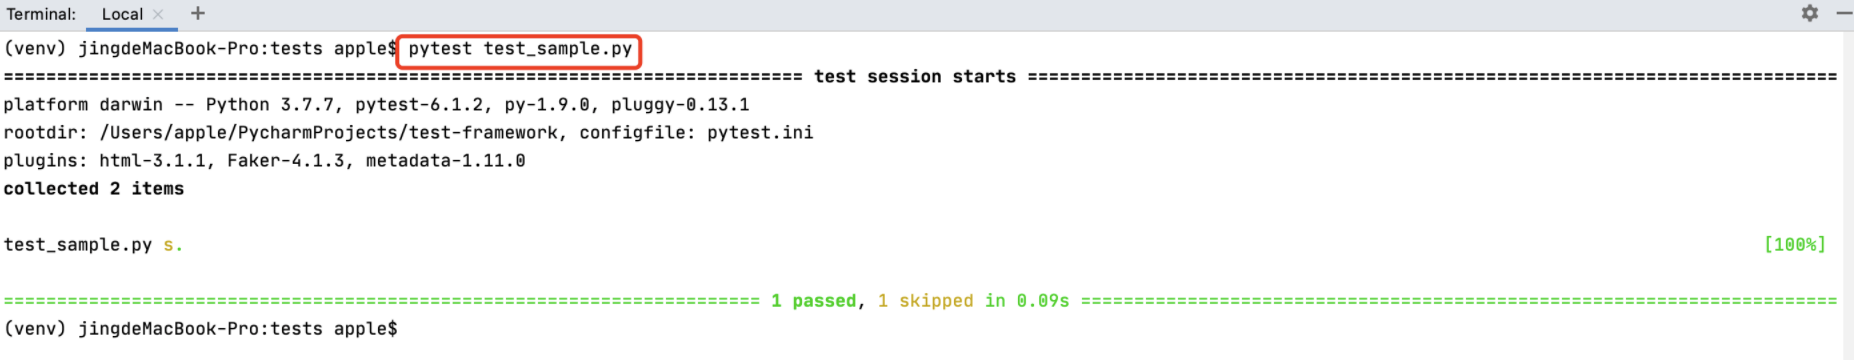 Terminal: Local × +
(venv) jingdeMacBook-Pro:tests apple$ pytest test_sample.py
=========================================================================== test session starts ============================================================================
platform darwin -- Python 3.7.7, pytest-6.1.2, py-1.9.0, pluggy-0.13.1
rootdir: /Users/apple/PycharmProjects/test-framework, configfile: pytest.ini
plugins: html-3.1.1, Faker-4.1.3, metadata-1.11.0
collected 2 items
test_sample.py s. [100%]
======================================================================= 1 passed, 1 skipped in 0.09s =======================================================================
(venv) jingdeMacBook-Pro:tests apple$